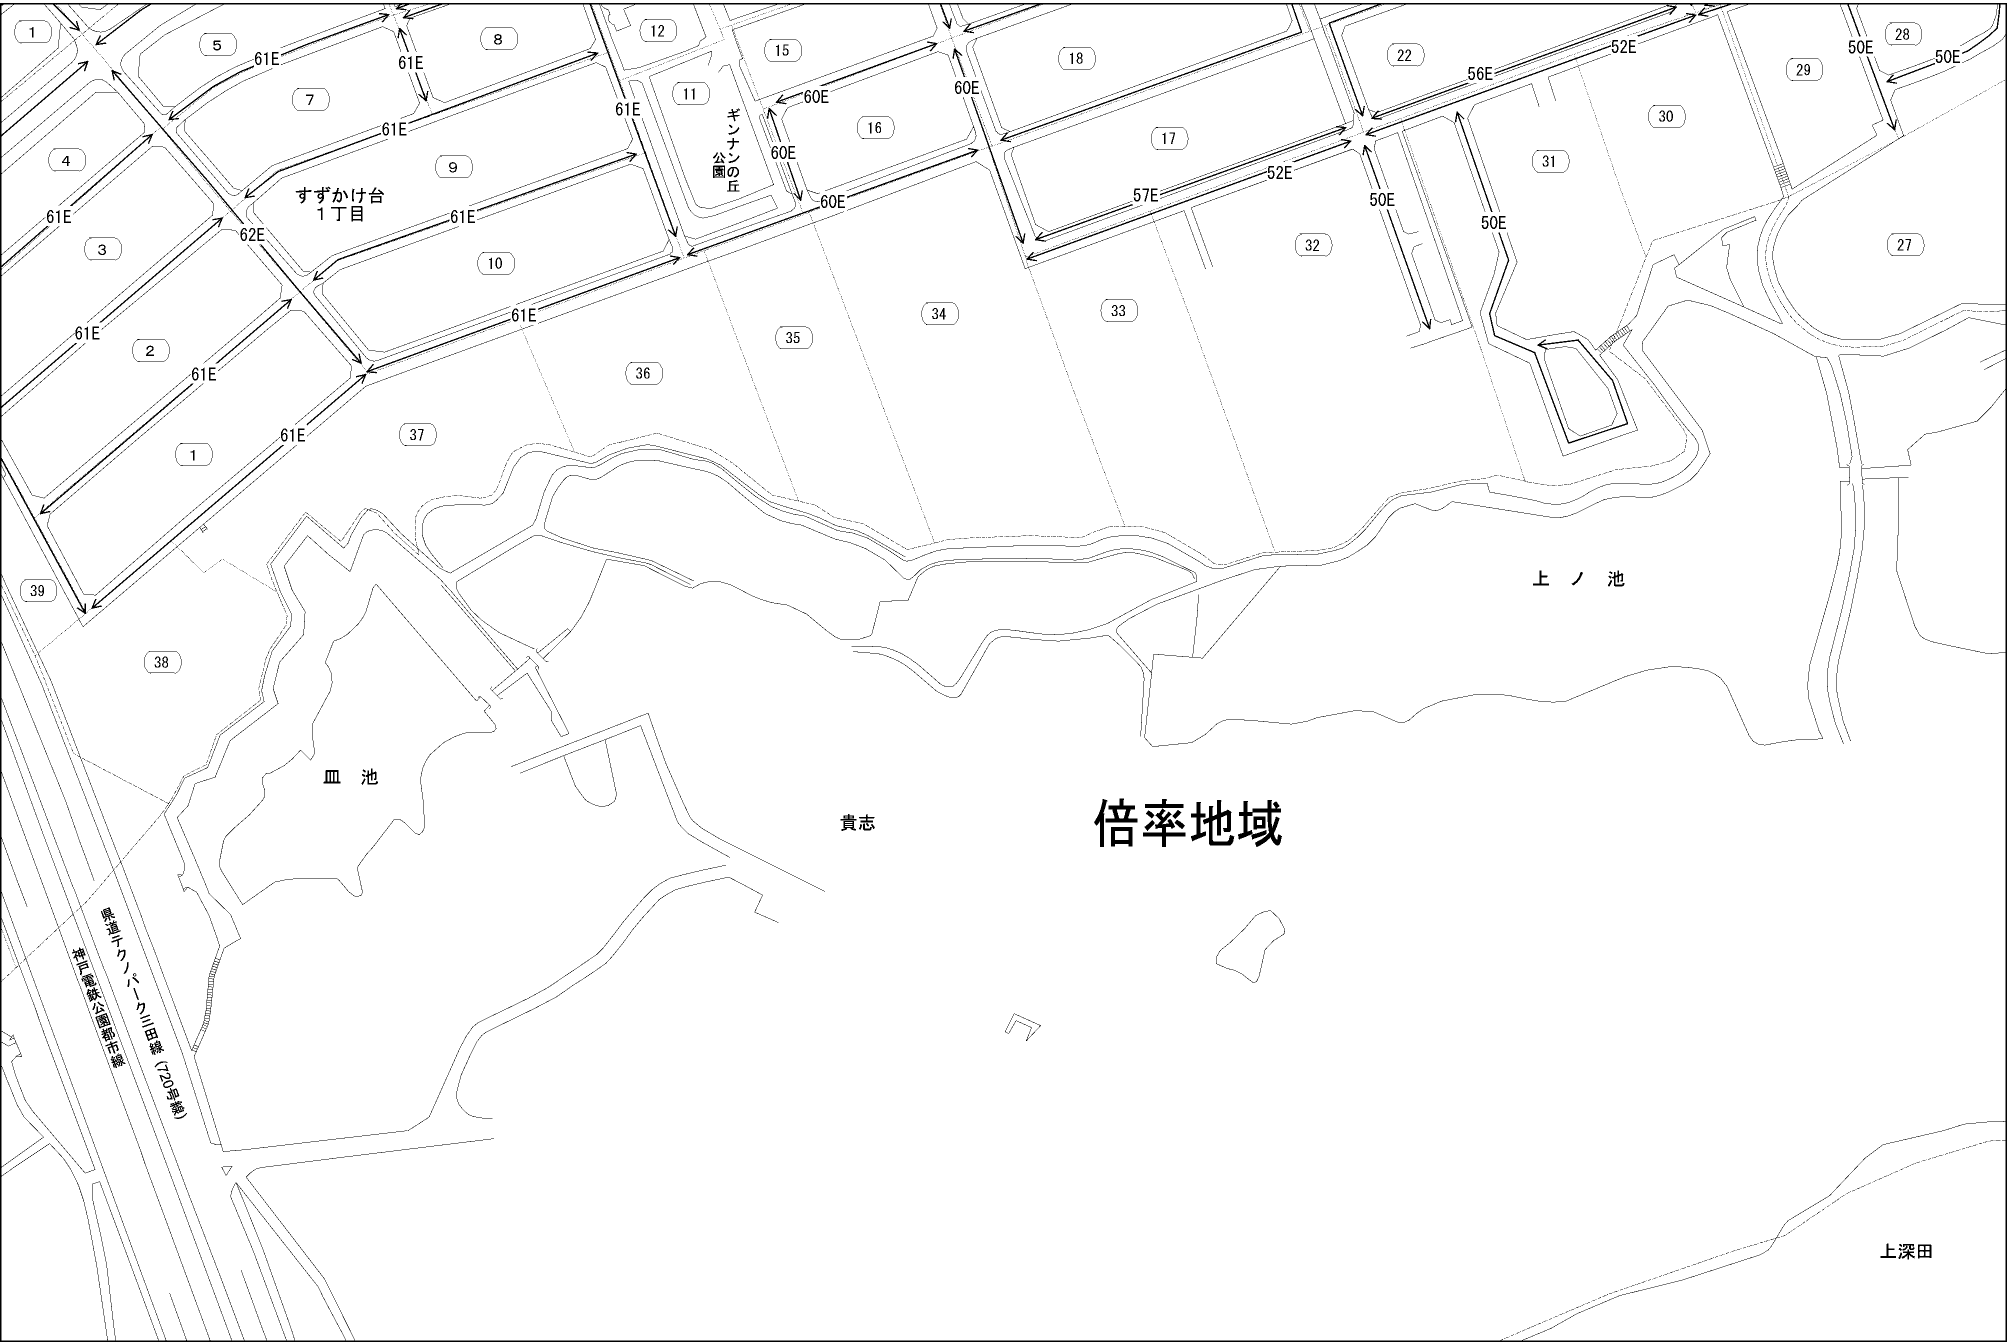 1
5
8
12
15
18
22
28
29
61E
61E
50E
50E
56E
52E
7
11
60E
60E
16
17
30
31
61E
61E
4
9
ギンナンの丘
公園
60E
すずかけ台
1丁目
61E
61E
60E
57E
52E
50E
50E
3
62E
10
32
27
61E
2
61E
61E
36
35
34
33
37
61E
1
39
38
上ノ池
皿池
貴志
倍率地域
県道テクノパーク三田線(720号線)
神戸電鉄公園都市線
上深田